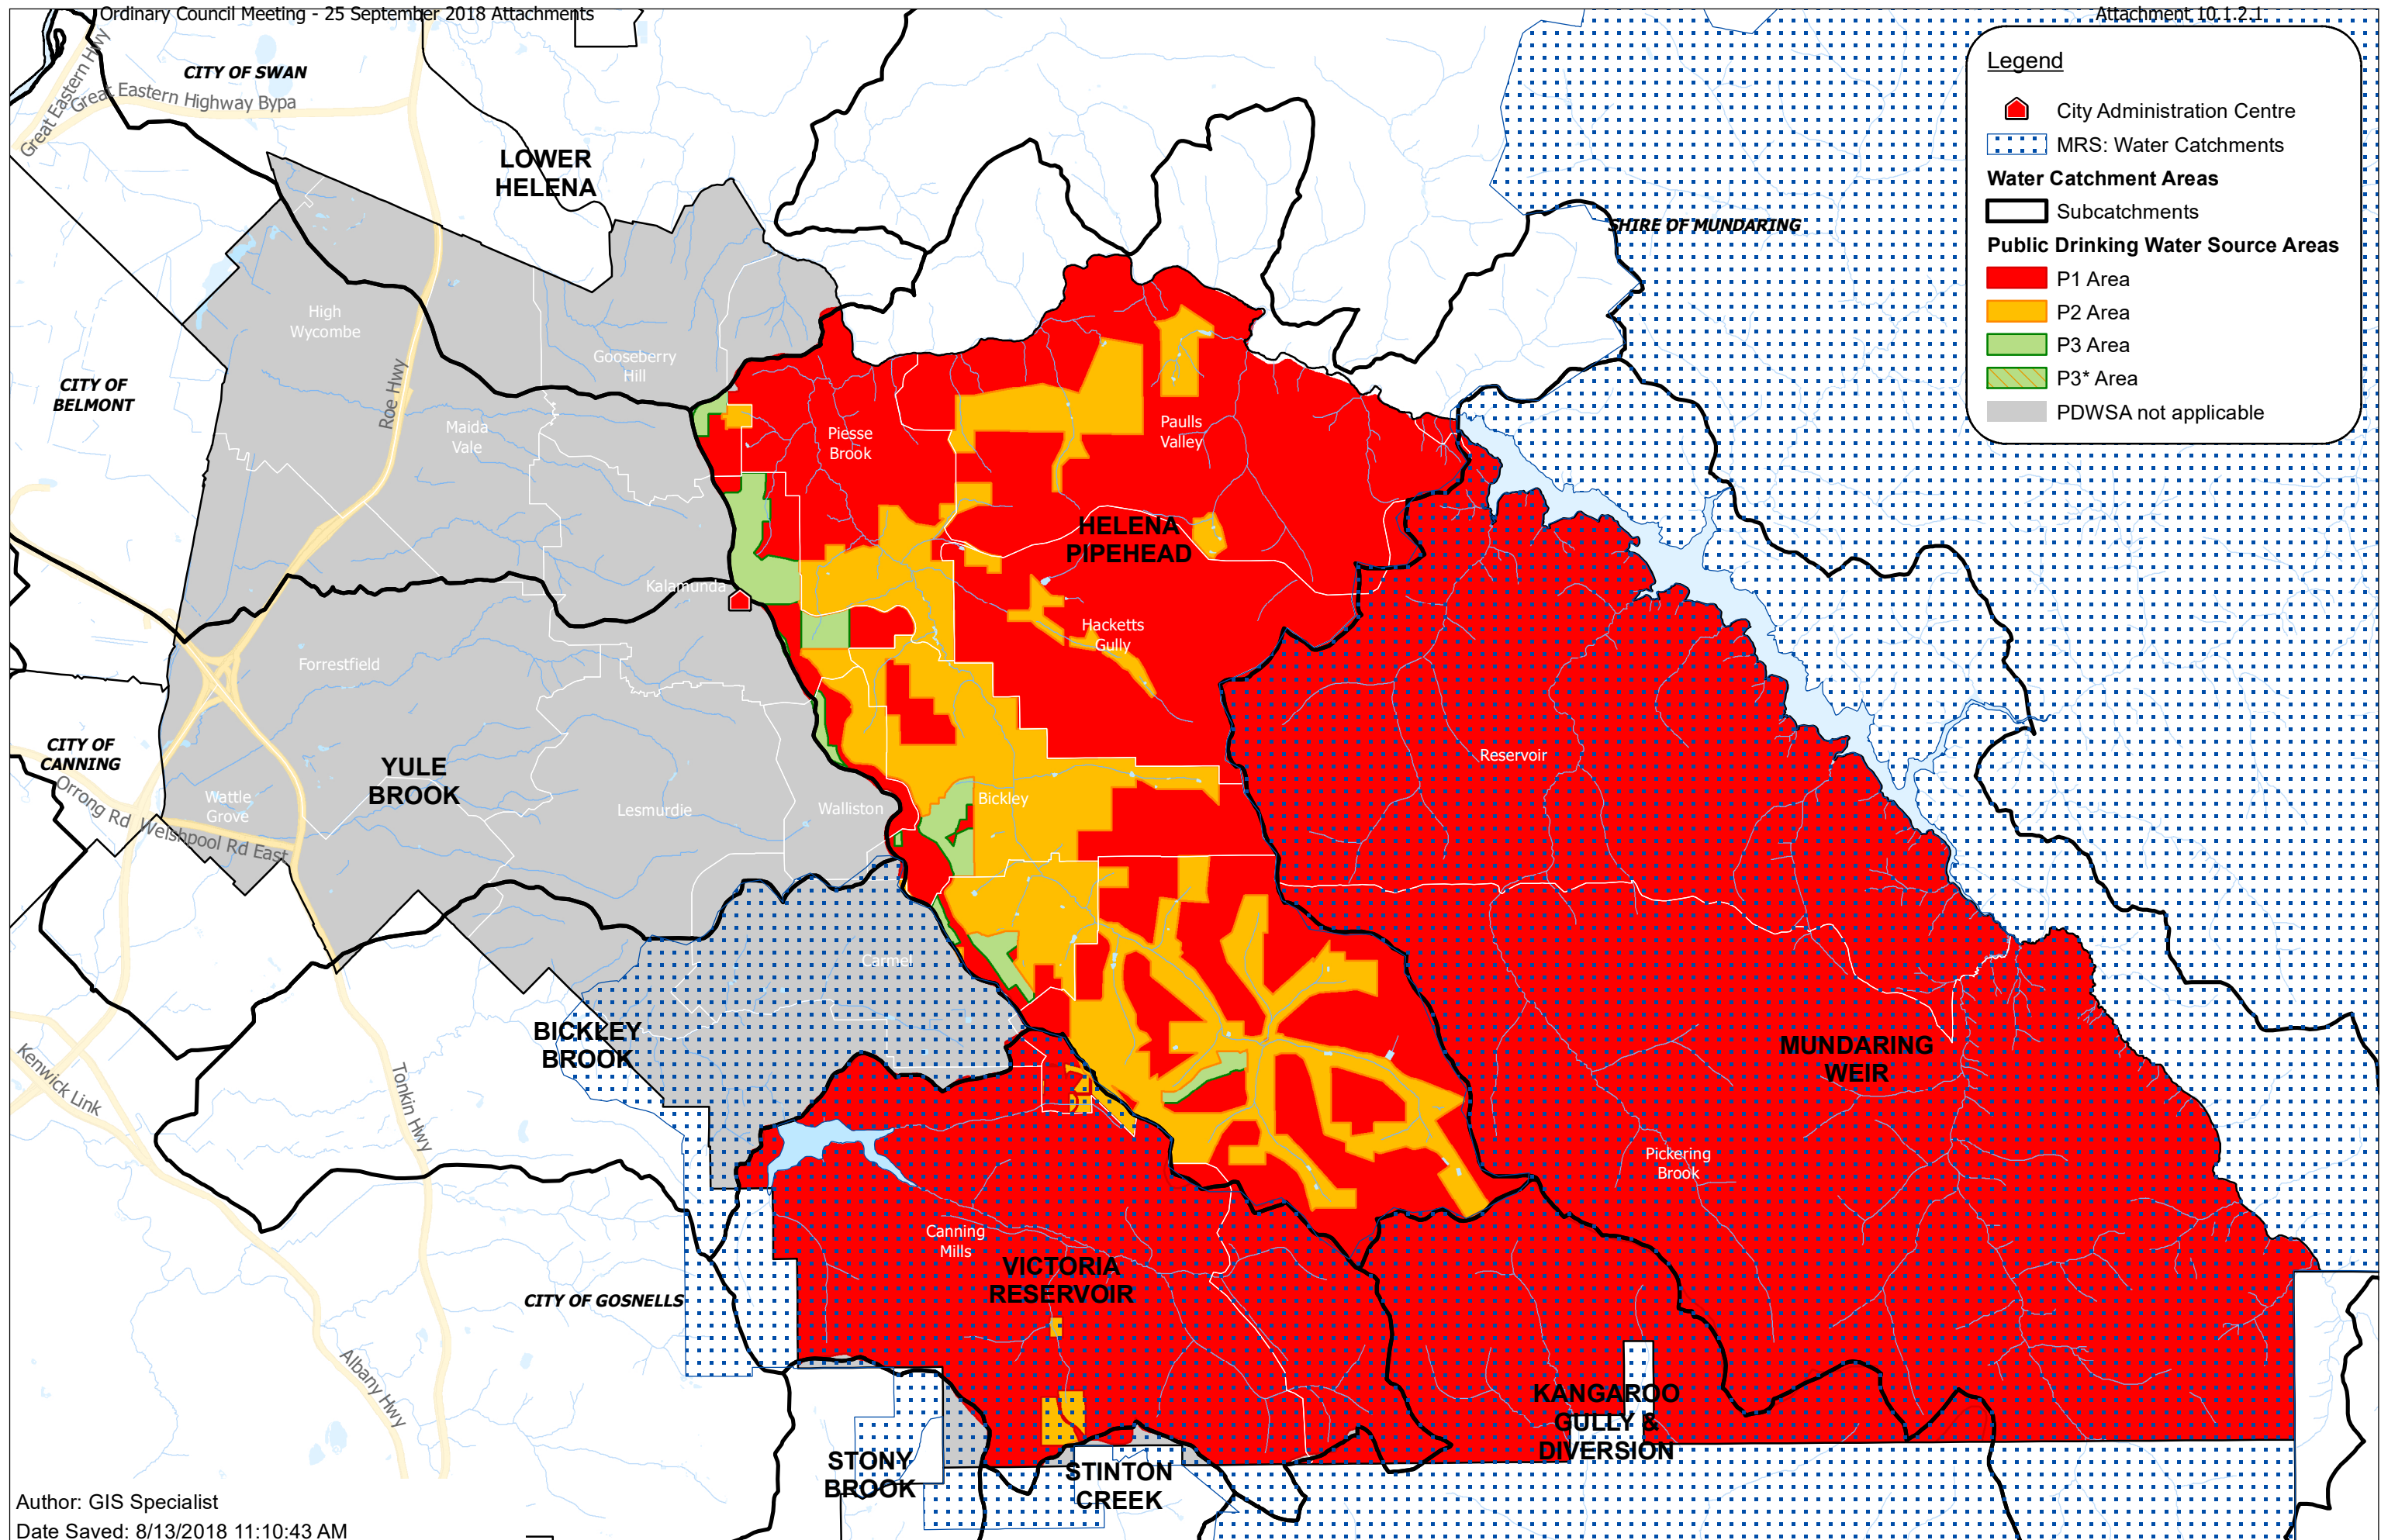 Ordinary Council Meeting - 25 September 2018 Attachments
Attachment 10.1.2.1
Legend
City Administration Centre
MRS: Water Catchments
Water Catchment Areas
Subcatchments
Public Drinking Water Source Areas
P1 Area
P2 Area
P3 Area
P3* Area
PDWSA not applicable
CITY OF SWAN
Great Eastern Hwy
Great Eastern Highway Bypa
LOWER
HELENA
SHIRE OF MUNDARING
High
Wycombe
Gooseberry
Hill
CITY OF
BELMONT
Roe Hwy
Maida
Vale
Piesse
Brook
Paulls
Valley
HELENA
PIPEHEAD
Kalamunda
Hacketts
Gully
Forrestfield
CITY OF
CANNING
YULE
BROOK
Reservoir
Orrong Rd
Wattle
Grove
Welshpool Rd East
Lesmurdie
Walliston
Bickley
Carmel
BICKLEY
BROOK
MUNDARING
WEIR
Kenwick Link
Tonkin Hwy
Pickering
Brook
Canning
Mills
VICTORIA
RESERVOIR
CITY OF GOSNELLS
Albany Hwy
KANGAROO
GULLY &
DIVERSION
STONY
BROOK
STINTON
CREEK
Author: GIS Specialist
Date Saved: 8/13/2018 11:10:43 AM